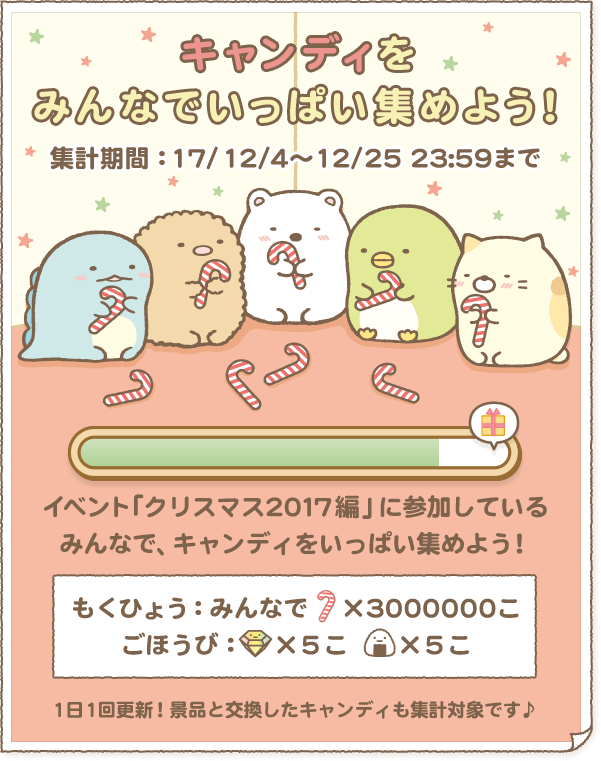 キャンディを
みんなでいっぱい集めよう!
集計期間：17/12/4～12/25 23:59まで
イベント「クリスマス2017編」に参加している
みんなで、キャンディをいっぱい集めよう!
もくひょう：みんなで ×3000000こ
ごほうび： ×5こ ×5こ
1日1回更新！景品と交換したキャンディも集計対象です♪